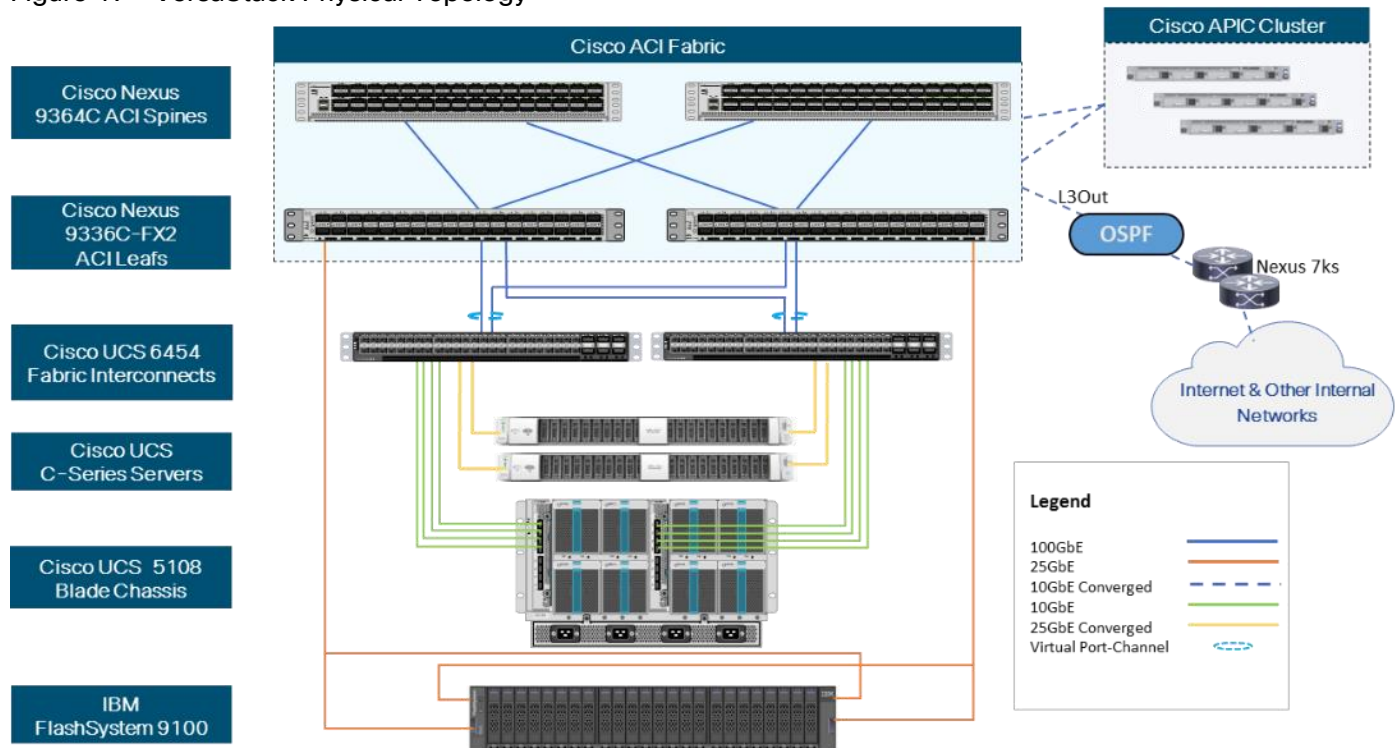 Cisco ACI Fabric
Cisco APIC Cluster
Cisco Nexus
9364C ACI Spines
Cisco Nexus
9336C-FX2
ACI Leafs
L3Out
OSPF
Nexus 7ks
Internet & Other Internal
Networks
Cisco UCS 6454
Fabric Interconnects
Cisco UCS
C-Series Servers
Cisco UCS 5108
Blade Chassis
IBM
FlashSystem 9100
Legend
100GbE
25GbE
10GbE Converged
10GbE
25GbE Converged
Virtual Port-Channel
IBM